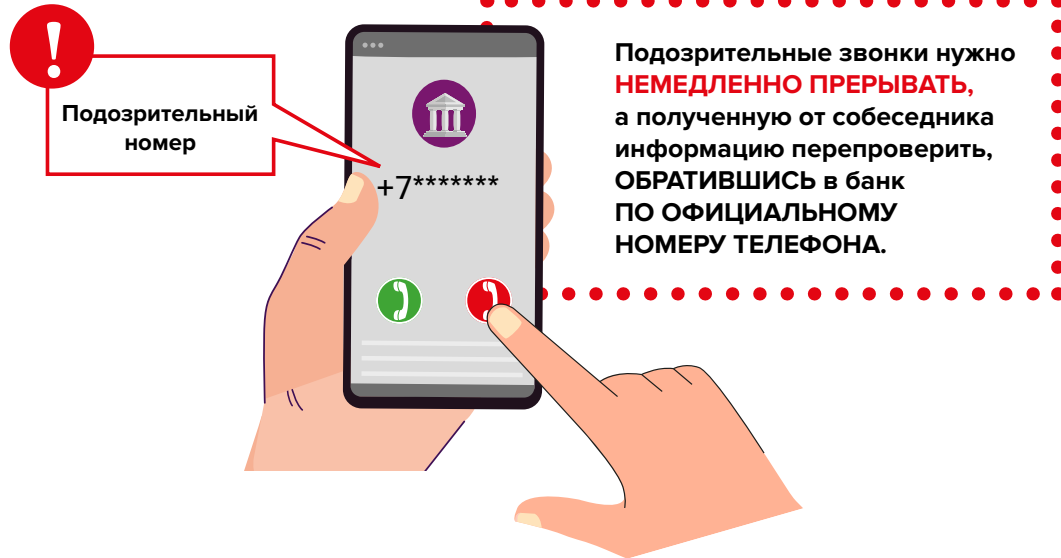 Подозрительный
номер
+7*******
Подозрительные звонки нужно
НЕМЕДЛЕННО ПРЕРЫВАТЬ,
а полученную от собеседника
информацию перепроверить,
ОБРАТИВШИСЬ в банк
ПО ОФИЦИАЛЬНОМУ
НОМЕРУ ТЕЛЕФОНА.